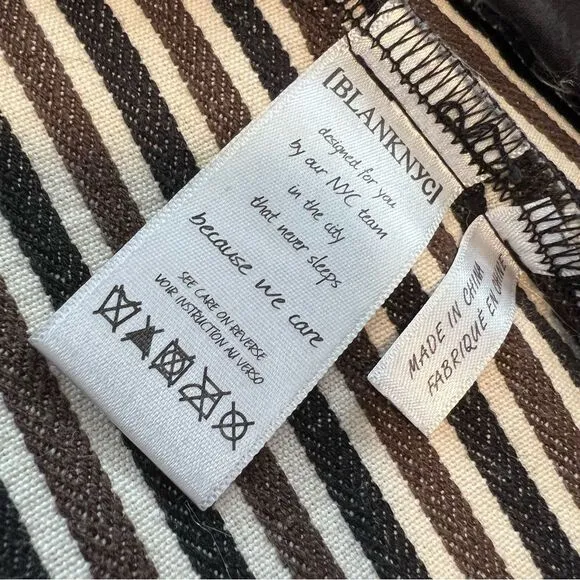 [BLANKNYC]
designed for you
by our NYC team
in the city
that never sleeps
because we care
SEE CARE ON REVERSE
VOIR INSTRUCTION AU VERSO
MADE IN CHINA
FABRIQUÉ EN CHINE